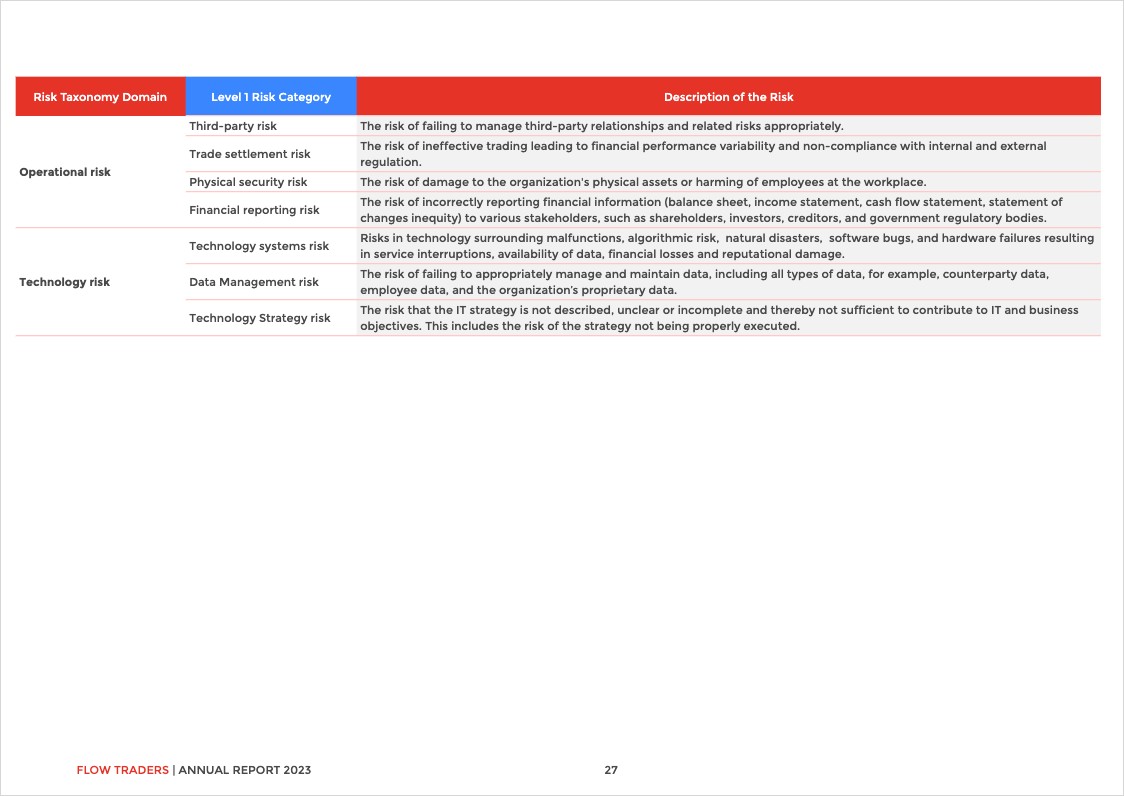 Risk Taxonomy Domain Level 1 Risk Category Description of the Risk
Operational risk
Third-party risk
The risk of failing to manage third-party relationships and related risks appropriately.
Trade settlement risk
The risk of ineffective trading leading to financial performance variability and non-compliance with internal and external
regulation.
Physical security risk
The risk of damage to the organization's physical assets or harming of employees at the workplace.
Financial reporting risk
The risk of incorrectly reporting financial information (balance sheet, income statement, cash flow statement, statement of
changes inequity) to various stakeholders, such as shareholders, investors, creditors, and government regulatory bodies.
Technology risk
Technology systems risk
Risks in technology surrounding malfunctions, algorithmic risk, natural disasters, software bugs, and hardware failures resulting
in service interruptions, availability of data, financial losses and reputational damage.
Data Management risk
The risk of failing to appropriately manage and maintain data, including all types of data, for example, counterparty data,
employee data, and the organization's proprietary data.
Technology Strategy risk
The risk that the IT strategy is not described, unclear or incomplete and thereby not sufficient to contribute to IT and business
objectives. This includes the risk of the strategy not being properly executed.
FLOW TRADERS | ANNUAL REPORT 2023 27